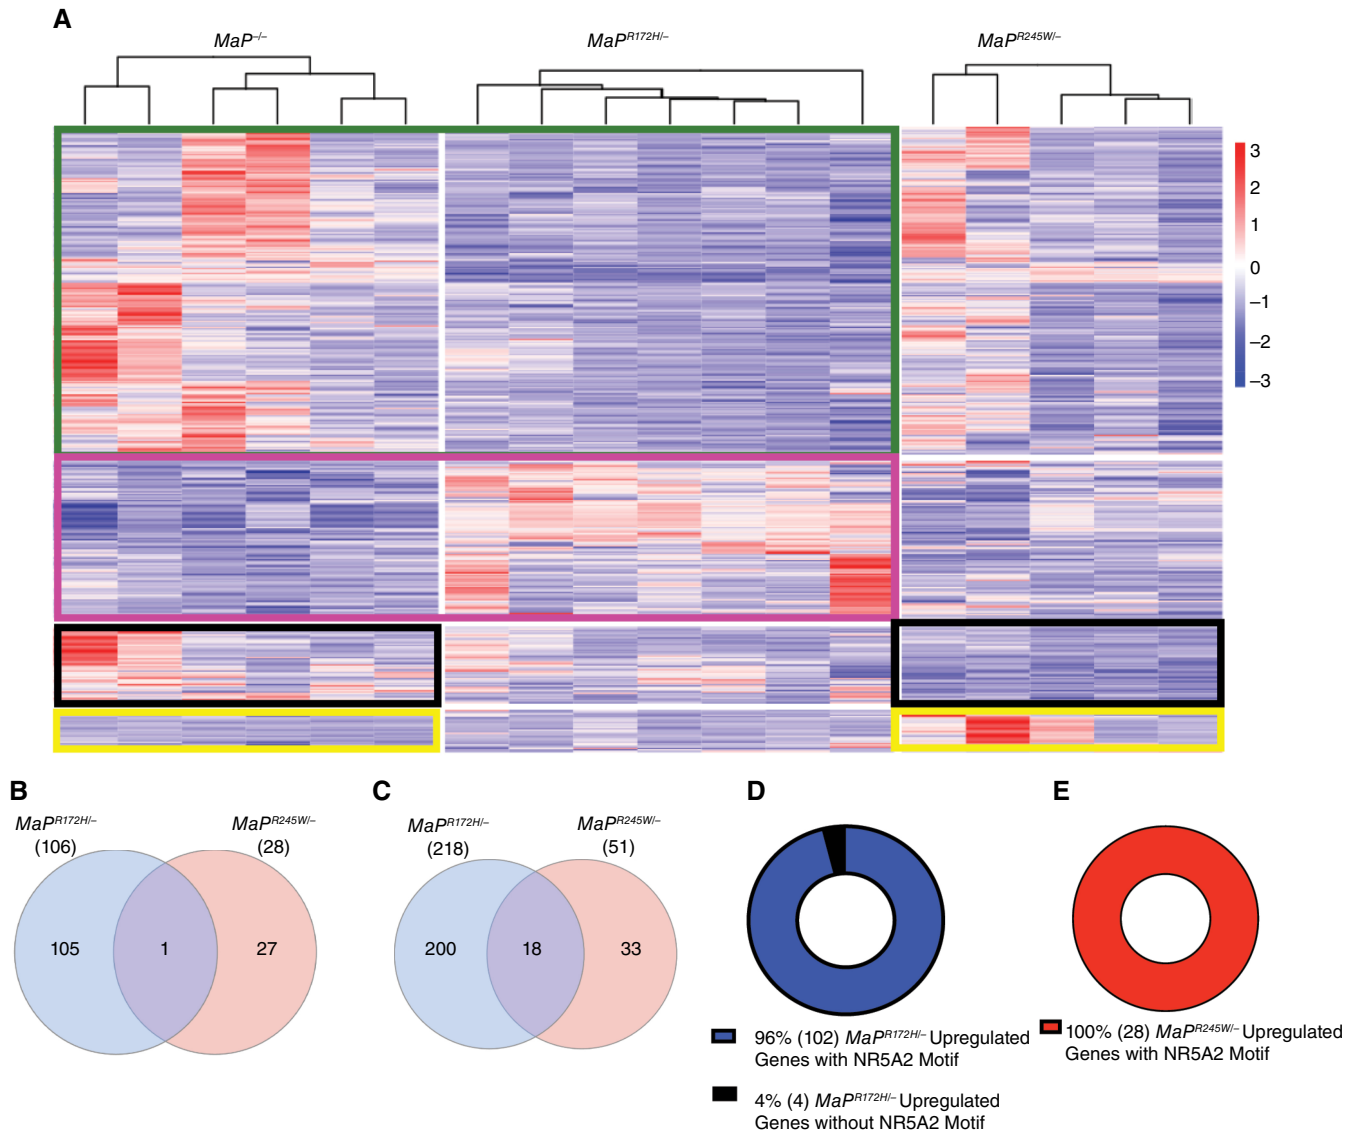 A
MaP–/–
MaPR172H/–
MaPR245W/–
3
2
1
0
–1
–2
–3
B
MaPR172H/–
(106)
MaPR245W/–
(28)
105
1
27
C
MaPR172H/–
(218)
MaPR245W/–
(51)
200
18
33
D
96% (102) MaPR172H/– Upregulated
Genes with NR5A2 Motif
4% (4) MaPR172H/– Upregulated
Genes without NR5A2 Motif
E
100% (28) MaPR245W/– Upregulated
Genes with NR5A2 Motif